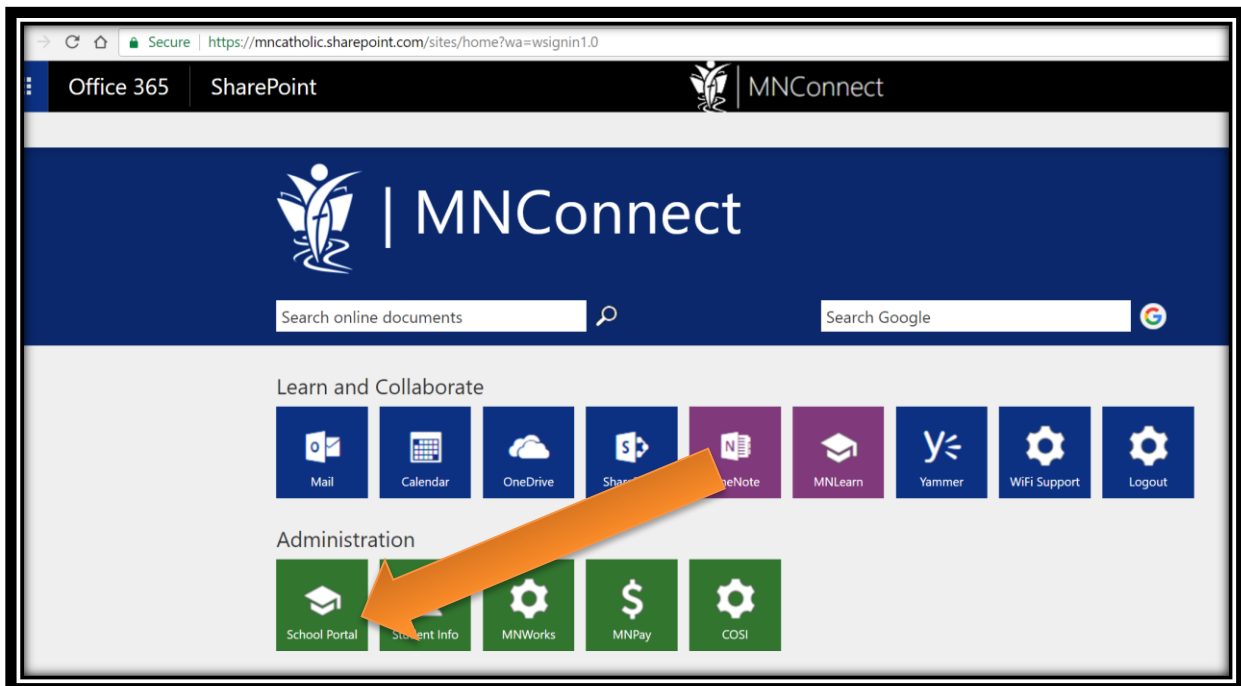 Secure | https://mncatholic.sharepoint.com/sites/home?wa=wsignin1.0
Office 365 SharePoint MNConnect
| MNConnect
Search online documents Search Google
Learn and Collaborate
Mail Calendar OneDrive MNLearn Yammer WiFi Support Logout
Administration
School Portal Info MNWorks MNPay COSI